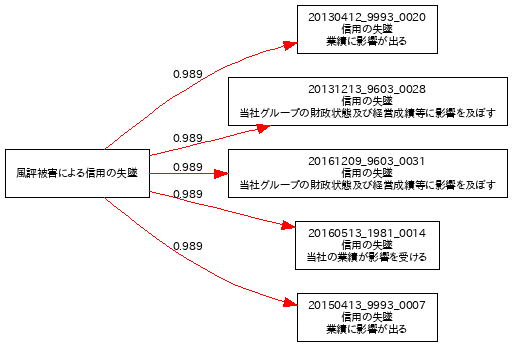 風評被害による信用の失墜
0.989
0.989
0.989
0.989
0.989
20130412_9993_0020
信用の失墜
業績に影響が出る
20131213_9603_0028
信用の失墜
当社グループの財政状態及び経営成績等に影響を及ぼす
20161209_9603_0031
信用の失墜
当社グループの財政状態及び経営成績等に影響を及ぼす
20160513_1981_0014
信用の失墜
当社の業績が影響を受ける
20150413_9993_0007
信用の失墜
業績に影響が出る